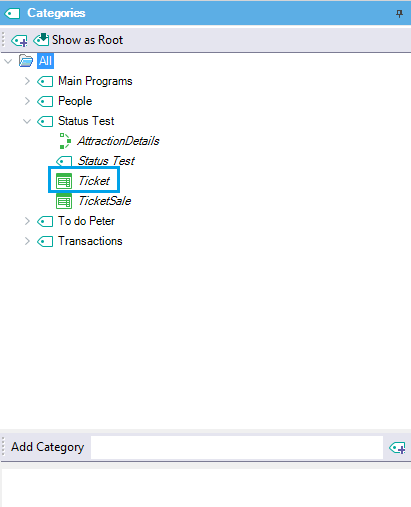 Categories
Show as Root
All
Main Programs
People
Status Test
AttractionDetails
Status Test
Ticket
TicketSale
To do Peter
Transactions
Add Category